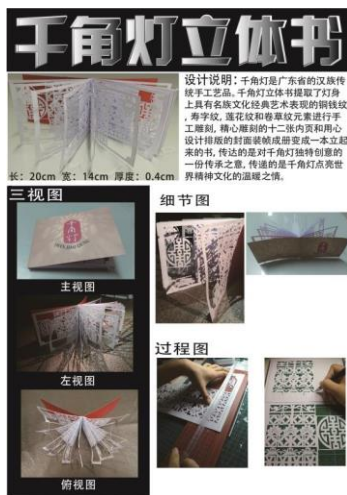 千角灯立体书
设计说明：千角灯是广东省的汉族传
统手工艺品。千角灯立体书提取了灯身
上具有名族文化经典艺术表现的铜钱纹
，寿字纹，莲花纹和卷草纹元素进行手
工雕刻，精心雕刻的十二张内页和用心
设计排版的封面装帧成册变成一本立起
来的书，传达的是对千角灯独特创意的
一份传承之意，传递的是千角灯点亮世
界精神文化的温暖之情。
长：20cm 宽：14cm 厚度：0.4cm
三视图
主视图
左视图
俯视图
细节图
过程图